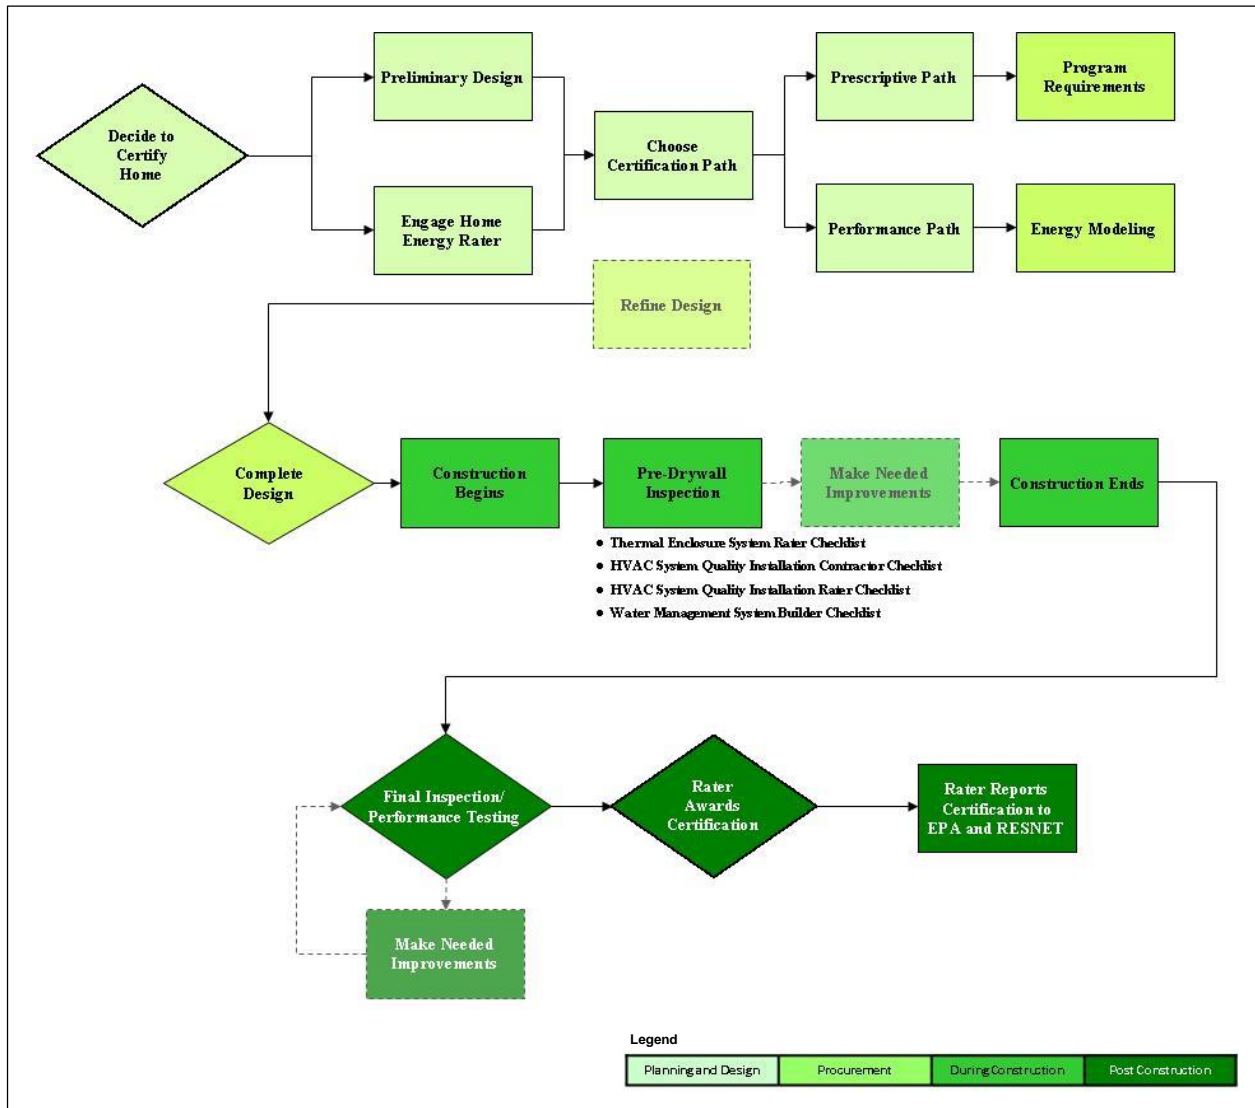 Preliminary Design
Prescriptive Path
Program
Requirements
Decide to
Certify
Home
Choose
Certification Path
Engage Home
Energy Rater
Performance Path
Energy Modeling
Refine Design
Complete
Design
Construction
Begins
Pre-Drywall
Inspection
Make Needed
Improvements
Construction Ends
● Thermal Enclosure System Rater Checklist
● HVAC System Quality Installation Contractor Checklist
● HVAC System Quality Installation Rater Checklist
● Water Management System Builder Checklist
Final Inspection/
Performance Testing
Rater
Awards
Certification
Rater Reports
Certification to
EPA and RESNET
Make Needed
Improvements
Legend
Planning and Design
Procurement
During Construction
Post Construction